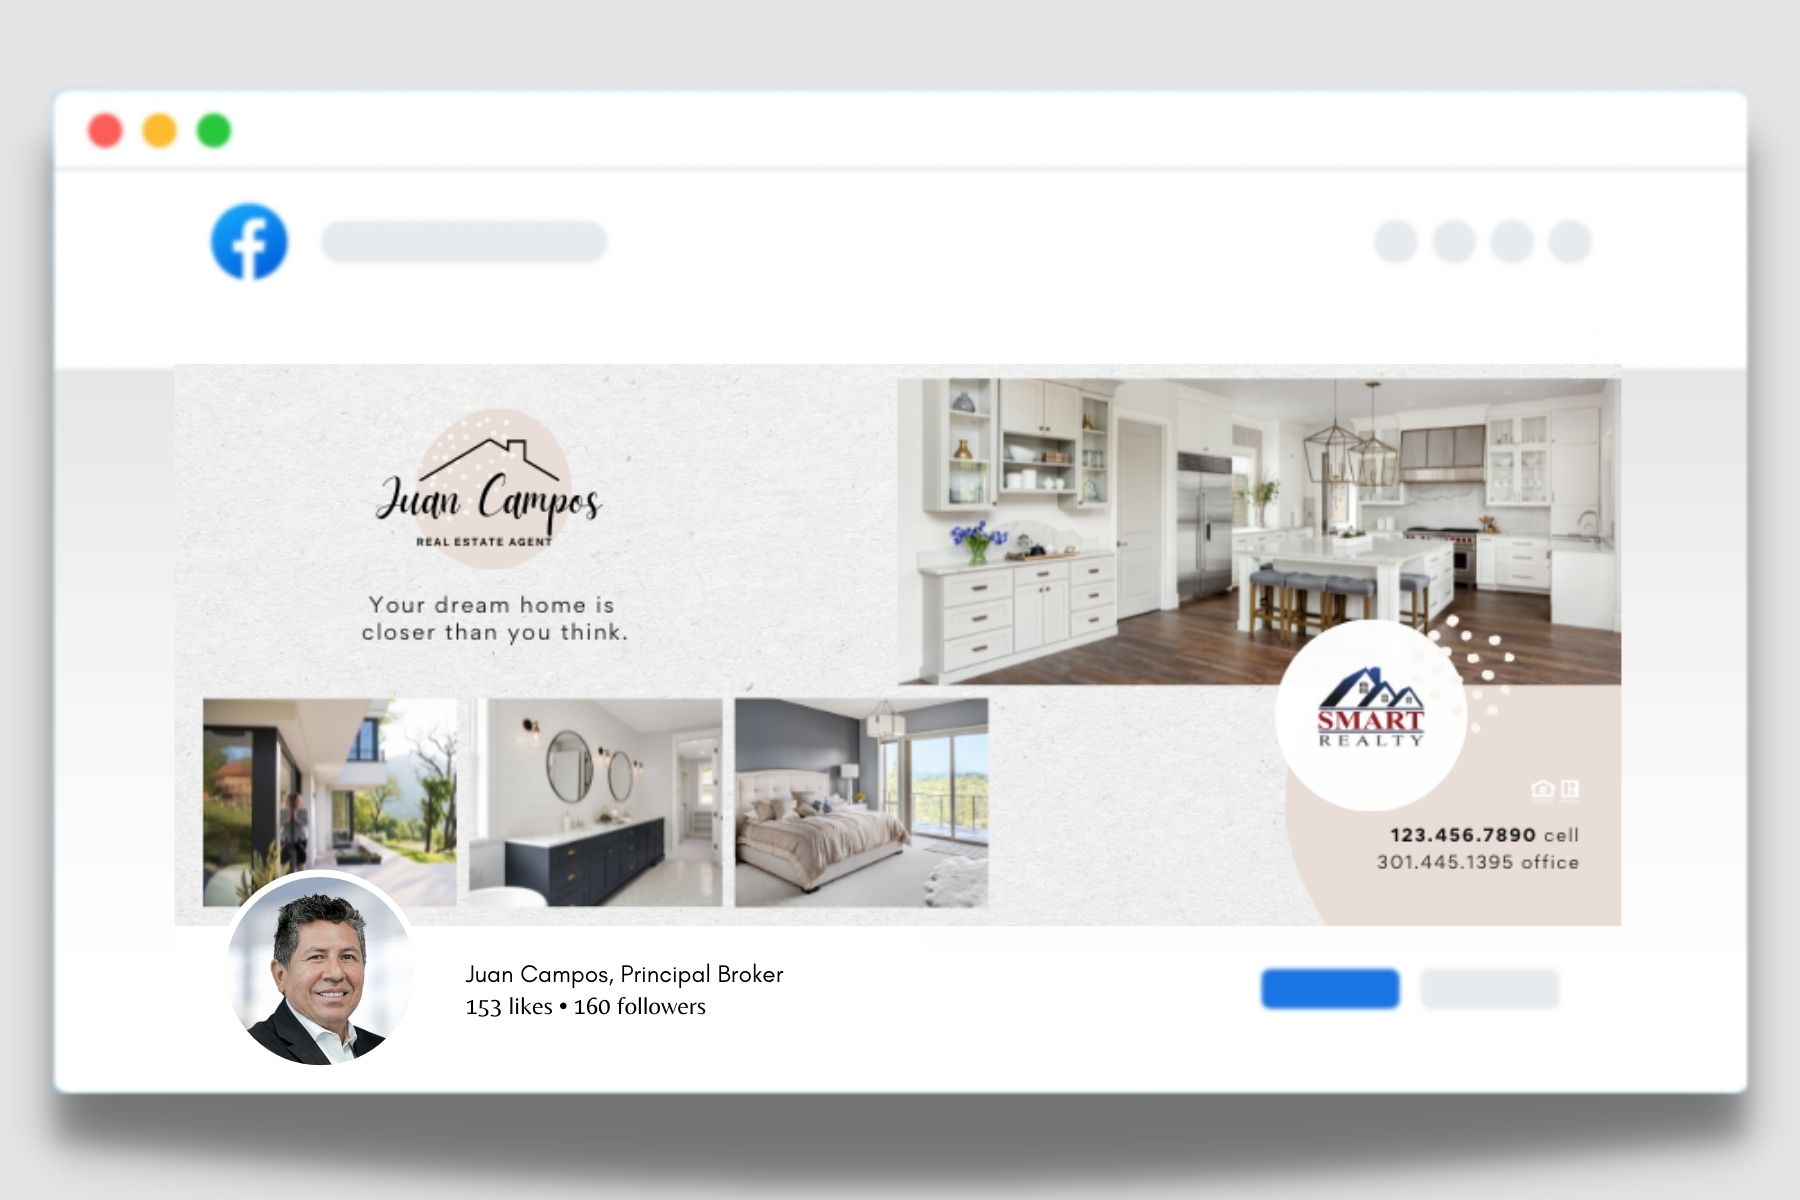 Juan Campos
REAL ESTATE AGENT
Your dream home is
closer than you think.
SMART
REALTY
123.456.7890 cell
301.445.1395 office
Juan Campos, Principal Broker
153 likes • 160 followers